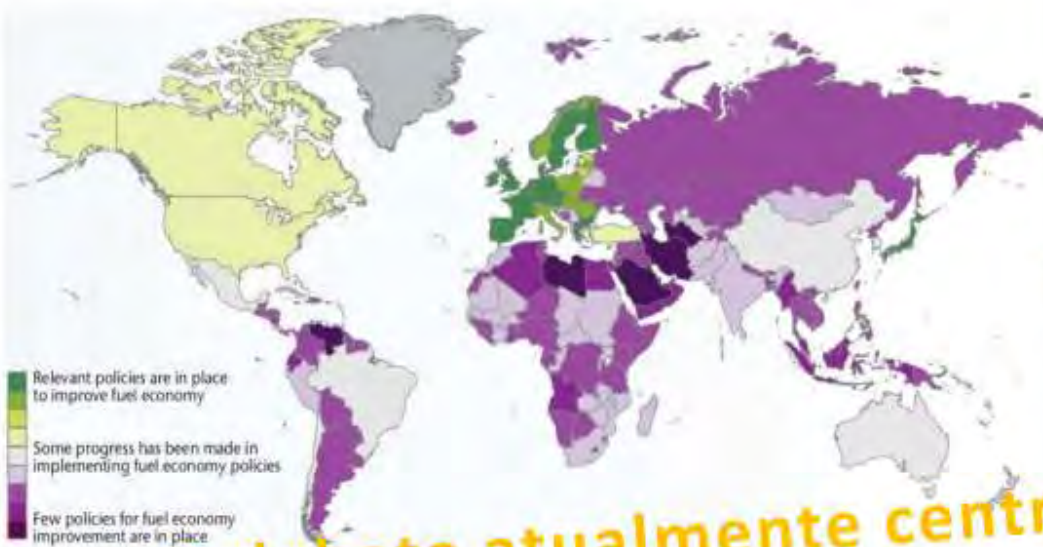 Relevant policies are in place
to improve fuel economy
Some progress has been made in
implementing fuel economy policies
Few policies for fuel economy
improvement are in place
atualmente